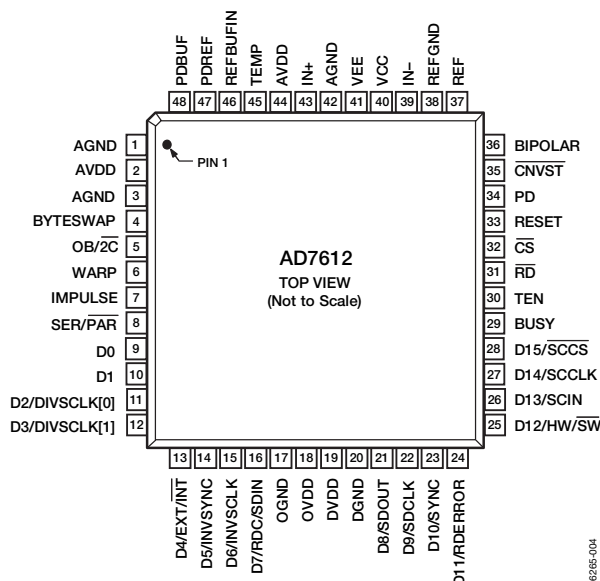 48 PDBUF
47 PDREF
46 REFBUFIN
45 TEMP
44 AVDD
43 IN+
42 AGND
41 VEE
40 VCC
39 IN–
38 REFGND
37 REF
AGND 1
AVDD 2
AGND 3
BYTESWAP 4
OB/2C 5
WARP 6
IMPULSE 7
SER/PAR 8
D0 9
D1 10
D2/DIVSCLK[0] 11
D3/DIVSCLK[1] 12
PIN 1
AD7612
TOP VIEW
(Not to Scale)
36 BIPOLAR
35 CNVST
34 PD
33 RESET
32 CS
31 RD
30 TEN
29 BUSY
28 D15/SCCS
27 D14/SCCLK
26 D13/SCIN
25 D12/HW/SW
D4/EXT/INT 13
D5/INVSYNC 14
D6/INVSCLK 15
D7/RDC/SDIN 16
OGND 17
OVDD 18
DVDD 19
DGND 20
D8/SDOUT 21
D9/SDCLK 22
D10/SYNC 23
D11/RDERROR 24
6265-004